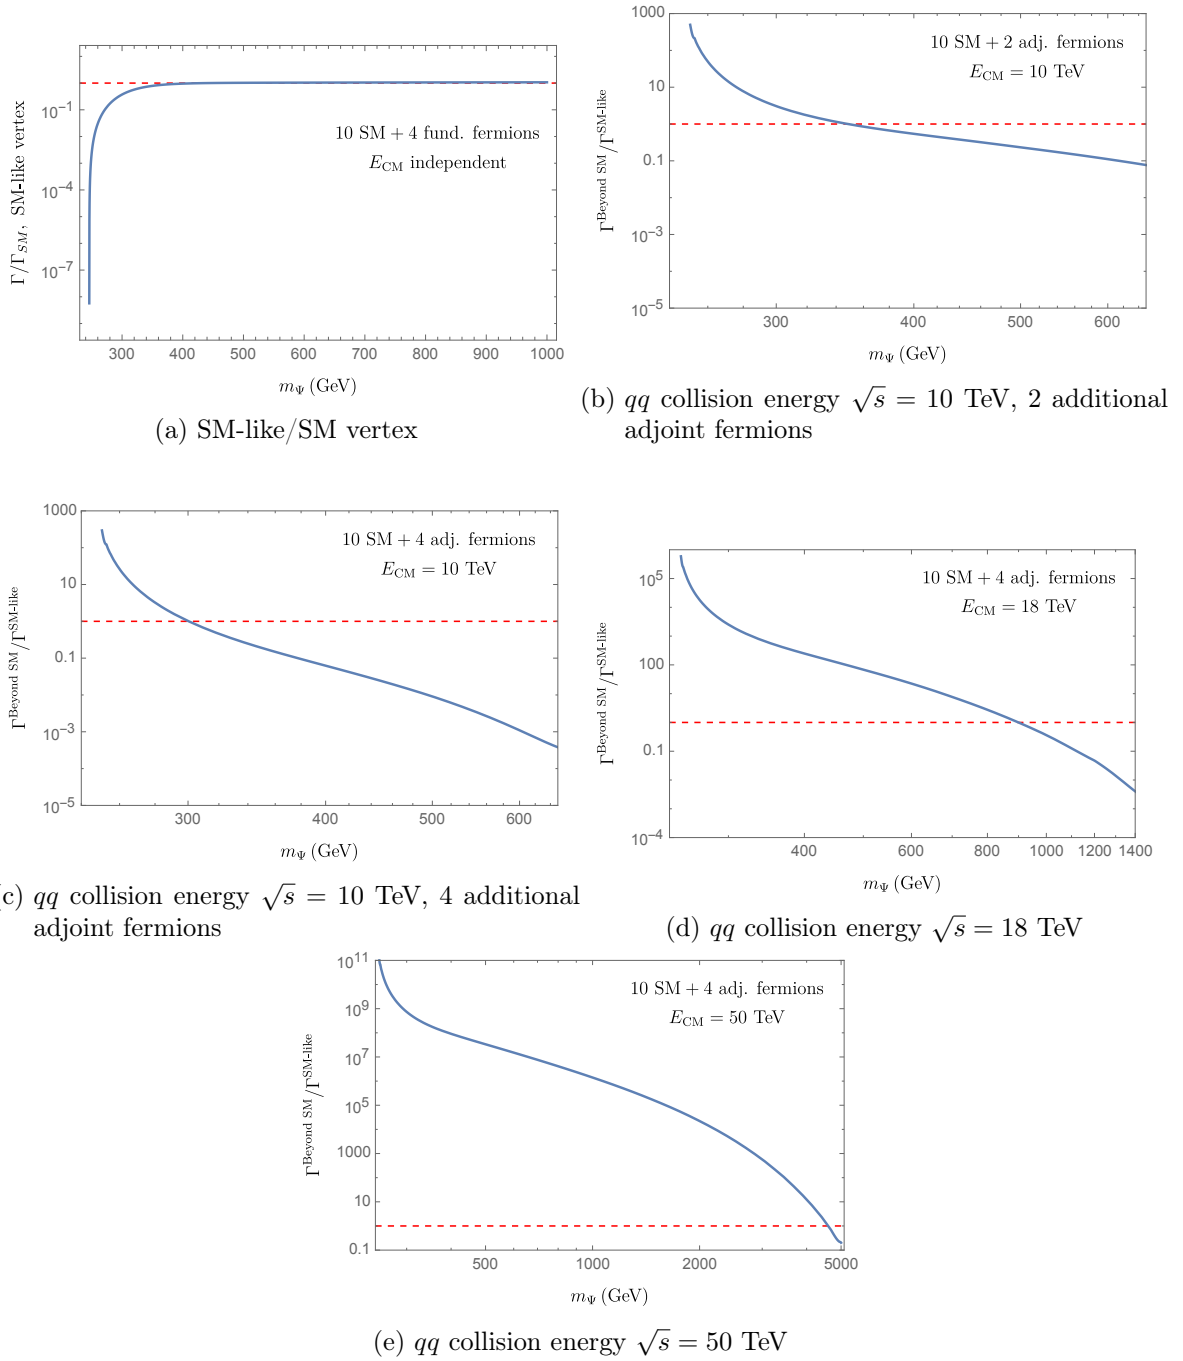 10 SM + 4 fund. fermions
E_CM independent
Γ/Γ_SM, SM-like vertex
10^−1
10^−4
10^−7
300 400 500 600 700 800 900 1000
m_Ψ (GeV)
(a) SM-like/SM vertex
10 SM + 2 adj. fermions
E_CM = 10 TeV
Γ^Beyond SM/Γ^SM-like
1000
10
0.1
10^−3
10^−5
300 400 500 600
m_Ψ (GeV)
(b) qq collision energy √s = 10 TeV, 2 additional
adjoint fermions
10 SM + 4 adj. fermions
E_CM = 10 TeV
Γ^Beyond SM/Γ^SM-like
1000
10
0.1
10^−3
10^−5
300 400 500 600
m_Ψ (GeV)
c) qq collision energy √s = 10 TeV, 4 additional
adjoint fermions
10 SM + 4 adj. fermions
E_CM = 18 TeV
Γ^Beyond SM/Γ^SM-like
10^5
100
0.1
10^−4
400 600 800 1000 1200 1400
m_Ψ (GeV)
(d) qq collision energy √s = 18 TeV
10 SM + 4 adj. fermions
E_CM = 50 TeV
Γ^Beyond SM/Γ^SM-like
10^11
10^9
10^7
10^5
1000
10
0.1
500 1000 2000 5000
m_Ψ (GeV)
(e) qq collision energy √s = 50 TeV